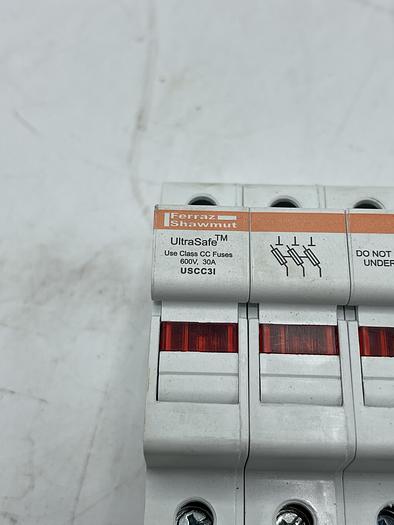 Ferraz
Shawmut
UltraSafe™
Use Class CC Fuses
600V, 30A
USCC3I
DO NOT
UNDER